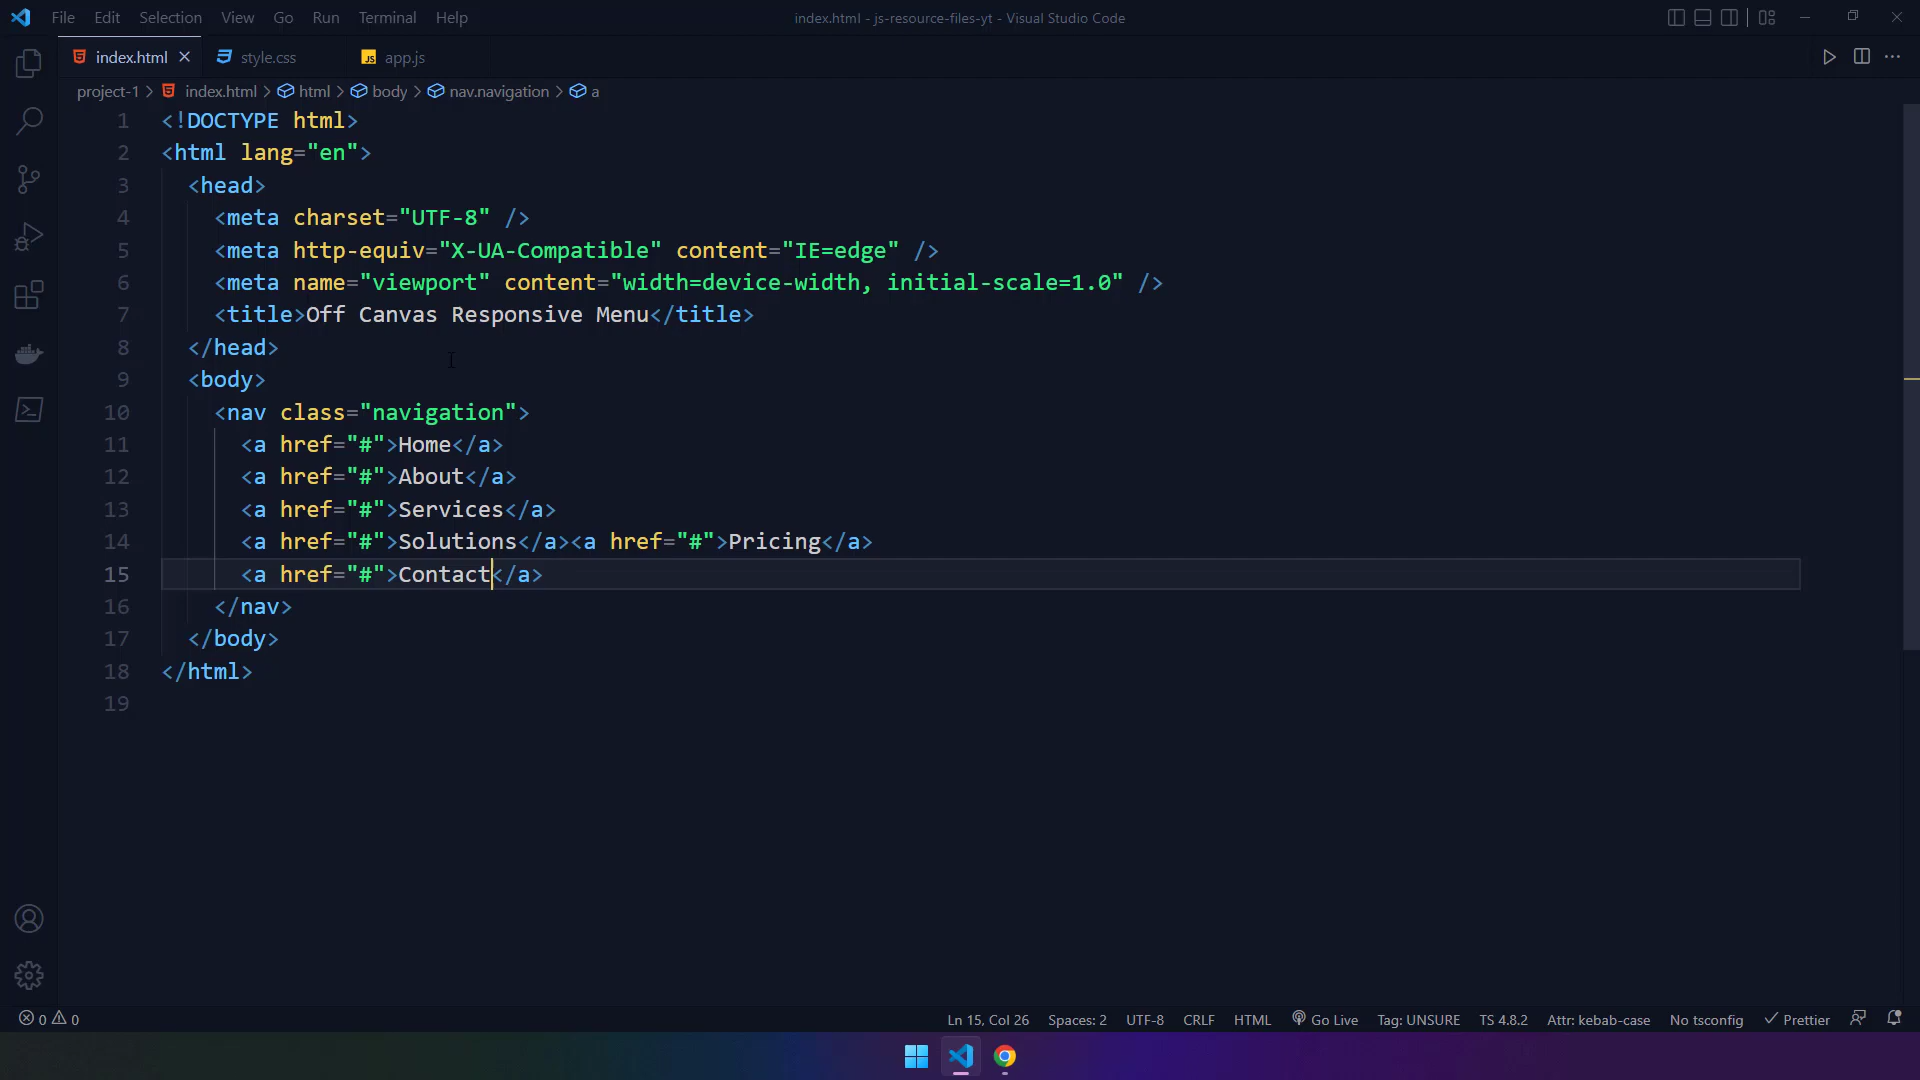 File Edit Selection View Go Run Terminal Help
index.html - js-resource-files-yt - Visual Studio Code
index.html style.css JS app.js
project-1 > index.html > html > body > nav.navigation > a
1 <!DOCTYPE html>
2 <html lang="en">
3 <head>
4 <meta charset="UTF-8" />
5 <meta http-equiv="X-UA-Compatible" content="IE=edge" />
6 <meta name="viewport" content="width=device-width, initial-scale=1.0" />
7 <title>Off Canvas Responsive Menu</title>
8 </head>
9 <body>
10 <nav class="navigation">
11 <a href="#">Home</a>
12 <a href="#">About</a>
13 <a href="#">Services</a>
14 <a href="#">Solutions</a><a href="#">Pricing</a>
15 <a href="#">Contact</a>
16 </nav>
17 </body>
18 </html>
19
0 0 Ln 15, Col 26 Spaces: 2 UTF-8 CRLF HTML Go Live Tag: UNSURE TS 4.8.2 Attr: kebab-case No tsconfig Prettier